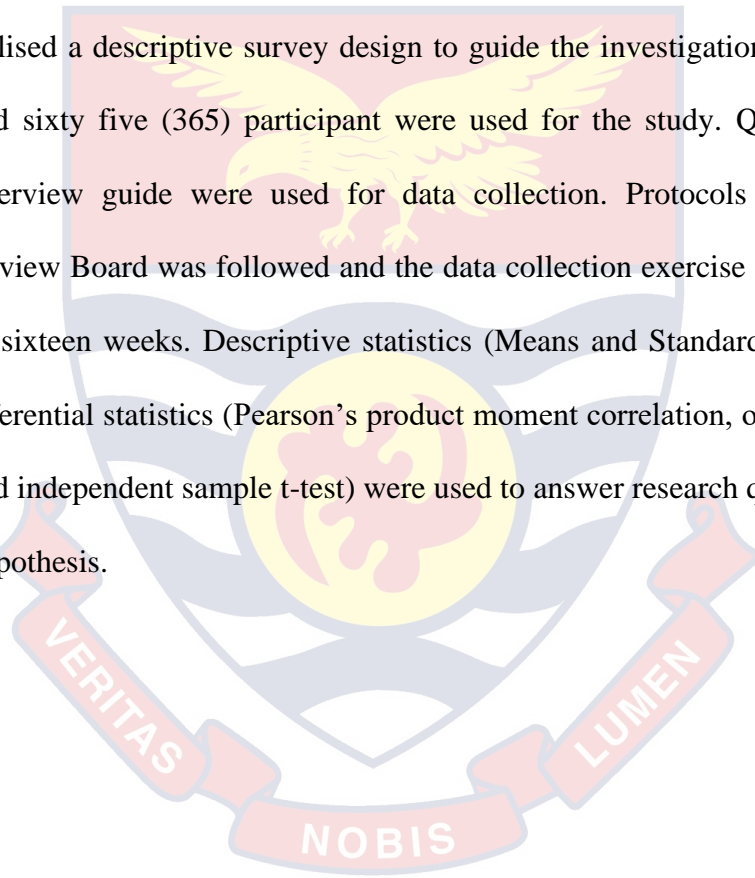 lised a descriptive survey design to guide the investigation
d sixty five (365) participant were used for the study. Q
erview guide were used for data collection. Protocols
view Board was followed and the data collection exercise
sixteen weeks. Descriptive statistics (Means and Standard
ferential statistics (Pearson’s product moment correlation, o
d independent sample t-test) were used to answer research q
pothesis.
VERITAS
NOBIS
LUMEN